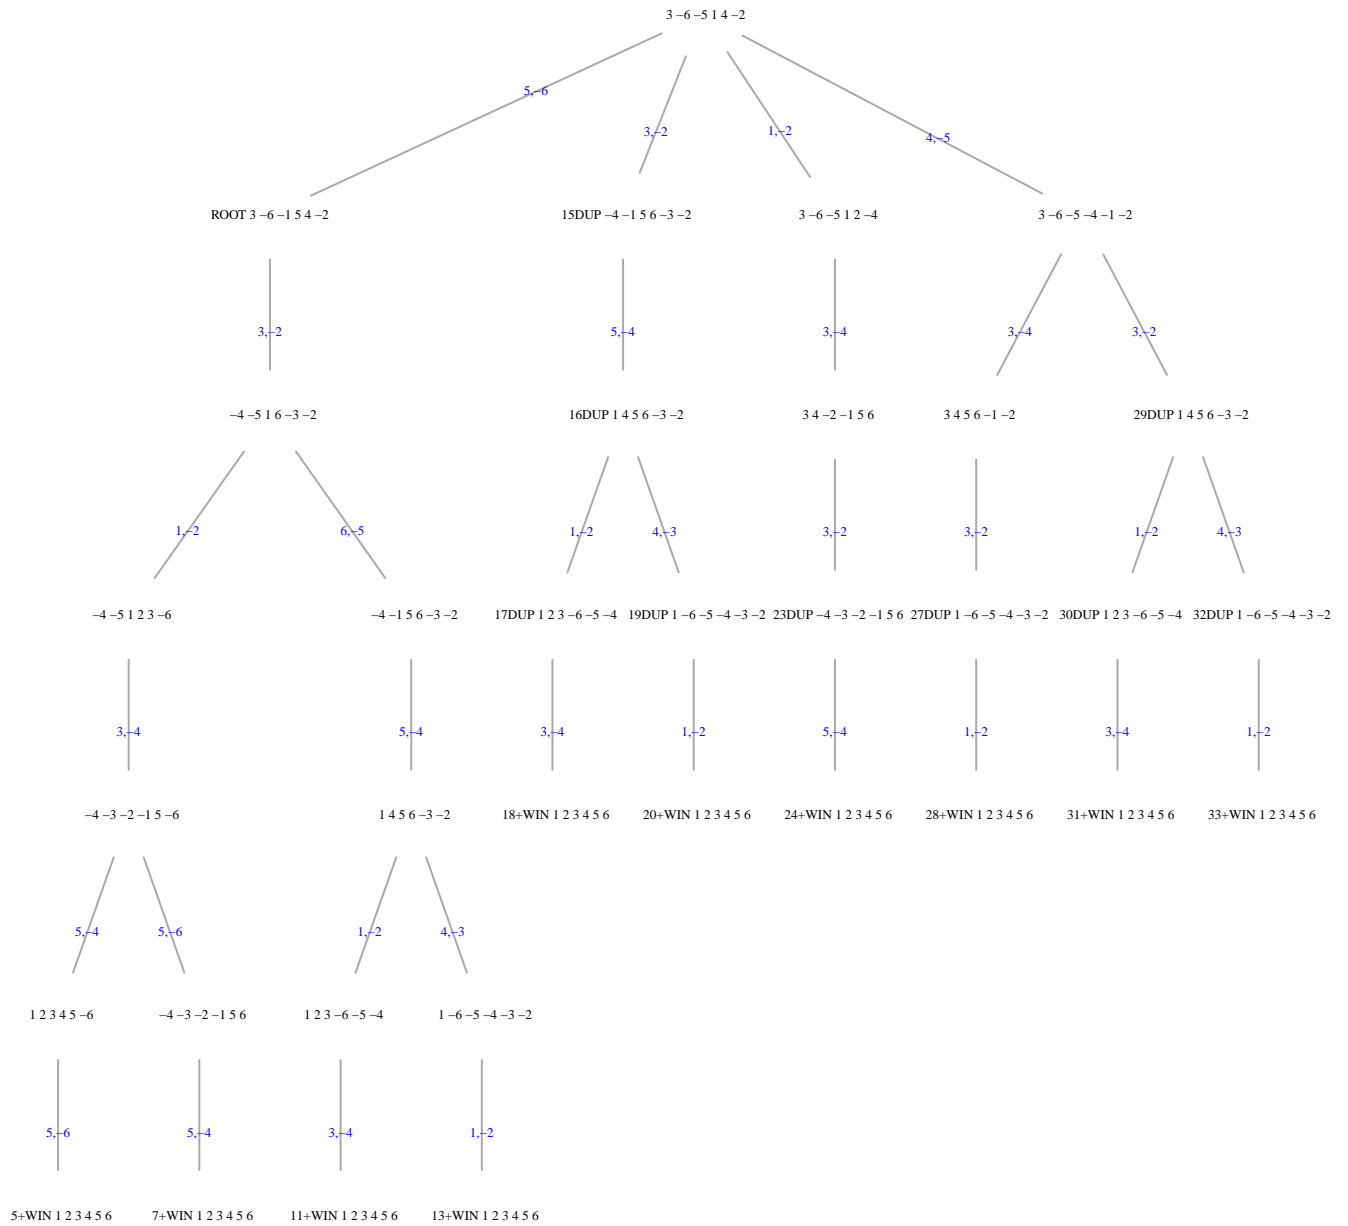 3 −6 −5 1 4 −2
5,−6
3,−2
1,−2
4,−5
ROOT 3 −6 −1 5 4 −2
15DUP −4 −1 5 6 −3 −2
3 −6 −5 1 2 −4
3 −6 −5 −4 −1 −2
3,−2
5,−4
3,−4
3,−4
3,−2
−4 −5 1 6 −3 −2
16DUP 1 4 5 6 −3 −2
3 4 −2 −1 5 6
3 4 5 6 −1 −2
29DUP 1 4 5 6 −3 −2
1,−2
6,−5
1,−2
4,−3
3,−2
3,−2
1,−2
4,−3
−4 −5 1 2 3 −6
−4 −1 5 6 −3 −2
17DUP 1 2 3 −6 −5 −4
19DUP 1 −6 −5 −4 −3 −2
23DUP −4 −3 −2 −1 5 6
27DUP 1 −6 −5 −4 −3 −2
30DUP 1 2 3 −6 −5 −4
32DUP 1 −6 −5 −4 −3 −2
3,−4
5,−4
3,−4
1,−2
5,−4
1,−2
3,−4
1,−2
−4 −3 −2 −1 5 −6
1 4 5 6 −3 −2
18+WIN 1 2 3 4 5 6
20+WIN 1 2 3 4 5 6
24+WIN 1 2 3 4 5 6
28+WIN 1 2 3 4 5 6
31+WIN 1 2 3 4 5 6
33+WIN 1 2 3 4 5 6
5,−4
5,−6
1,−2
4,−3
1 2 3 4 5 −6
−4 −3 −2 −1 5 6
1 2 3 −6 −5 −4
1 −6 −5 −4 −3 −2
5,−6
5,−4
3,−4
1,−2
5+WIN 1 2 3 4 5 6
7+WIN 1 2 3 4 5 6
11+WIN 1 2 3 4 5 6
13+WIN 1 2 3 4 5 6